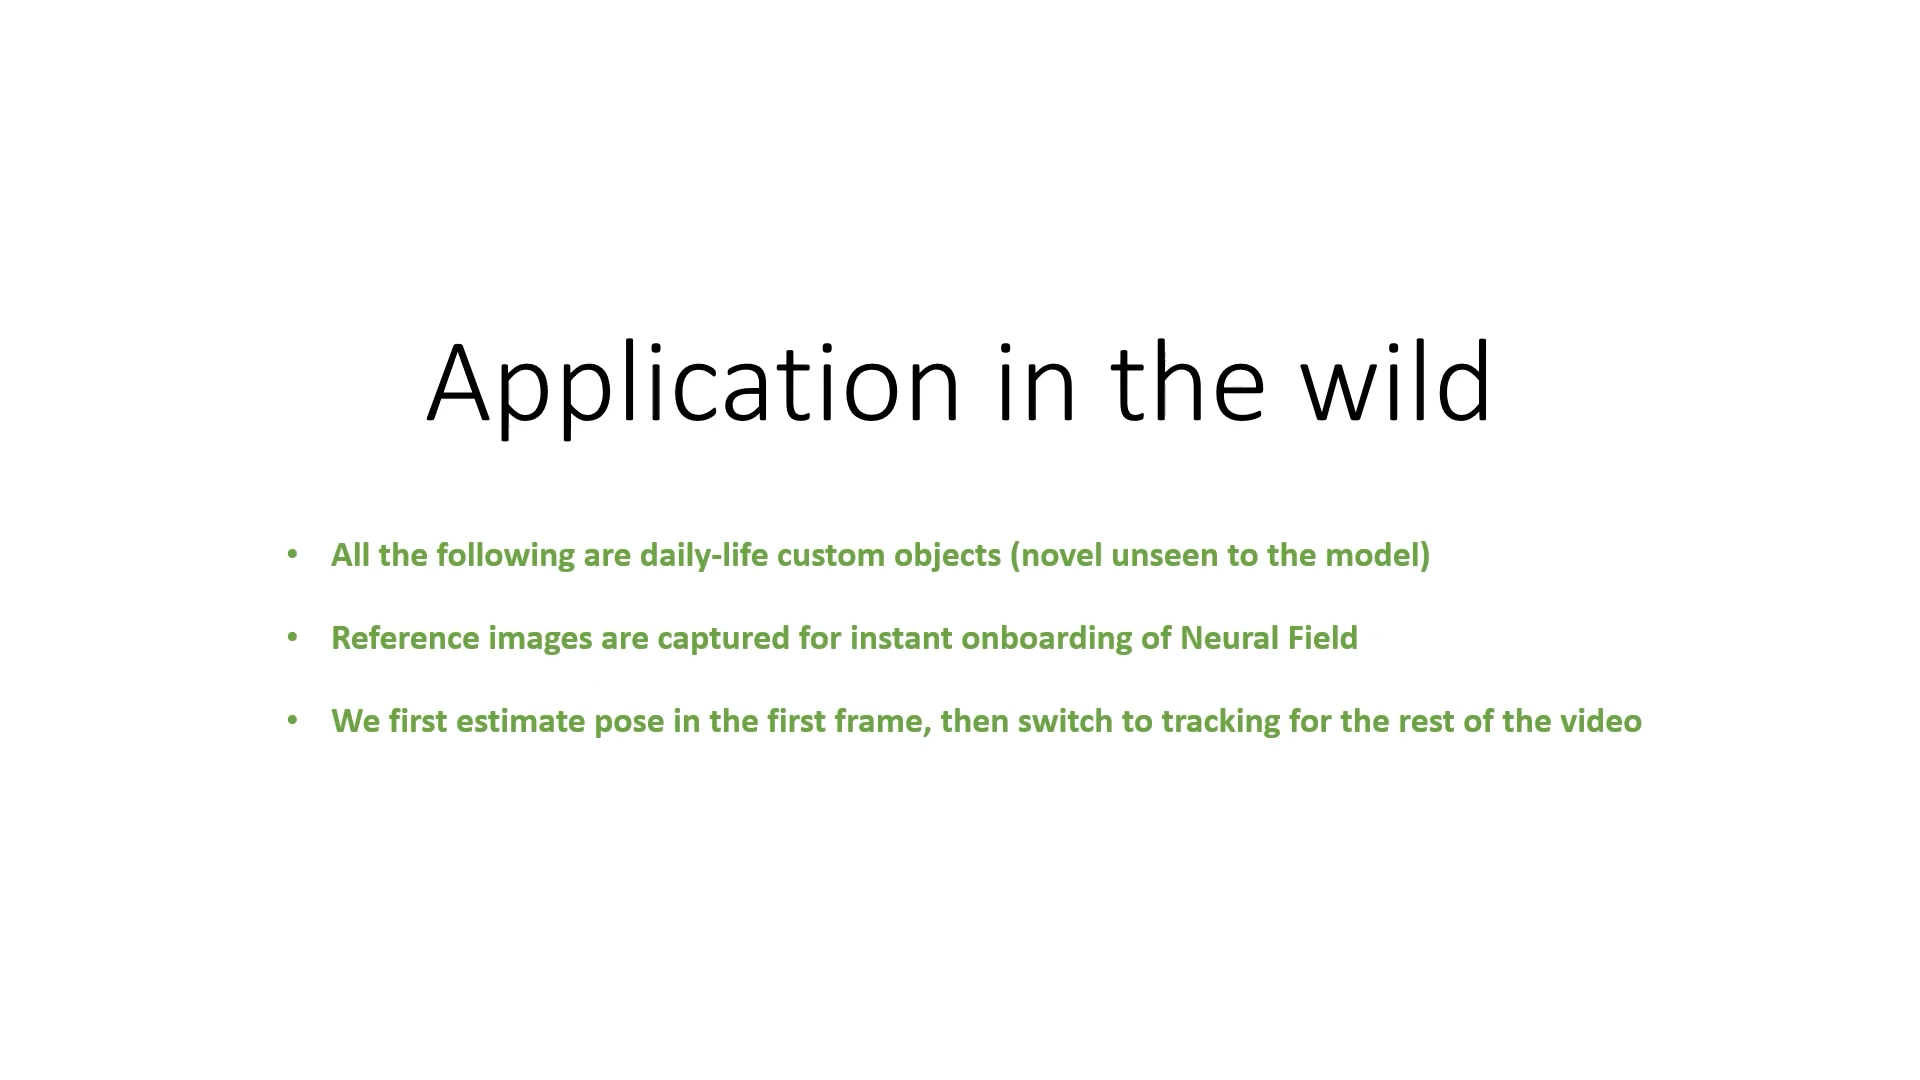 Application in the wild
• All the following are daily-life custom objects (novel unseen to the model)
• Reference images are captured for instant onboarding of Neural Field
• We first estimate pose in the first frame, then switch to tracking for the rest of the video